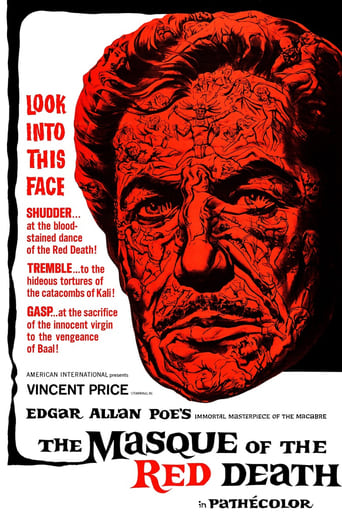 LOOK
INTO
THIS
FACE
SHUDDER...
at the blood-
stained dance
of the Red Death!
TREMBLE...to the
hideous tortures of
the catacombs of Kali!
GASP...at the sacrifice
of the innocent virgin
to the vengeance
of Baal!
AMERICAN INTERNATIONAL presents
VINCENT PRICE STARRING IN
EDGAR ALLAN POE'S IMMORTAL MASTERPIECE OF THE MACABRE
THE MASQUE OF THE
RED DEATH
in PATHÉCOLOR